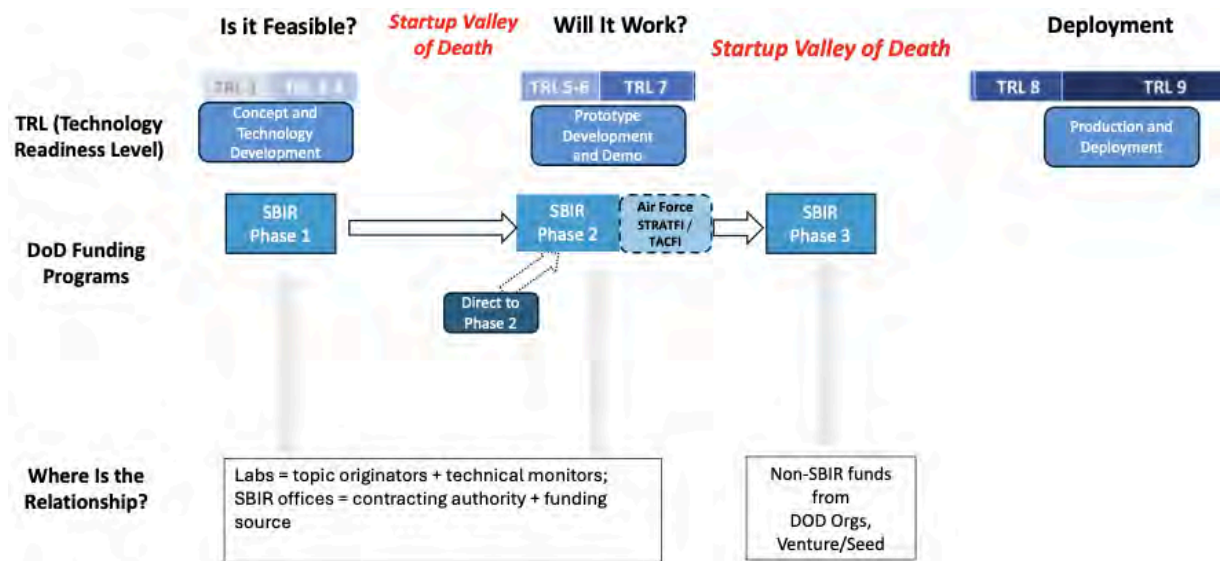 Is it Feasible?
Startup Valley
of Death
Will It Work?
Startup Valley of Death
Deployment
TRL (Technology
Readiness Level)
TRL
TRL 5-6
TRL 7
TRL 8
TRL 9
Concept and
Technology
Development
Prototype
Development
and Demo
Production and
Deployment
DoD Funding
Programs
SBIR
Phase 1
SBIR
Phase 2
Air Force
STRATFI /
TACFI
SBIR
Phase 3
Direct to
Phase 2
Where Is the
Relationship?
Labs = topic originators + technical monitors;
SBIR offices = contracting authority + funding
source
Non-SBIR funds
from
DOD Orgs,
Venture/Seed